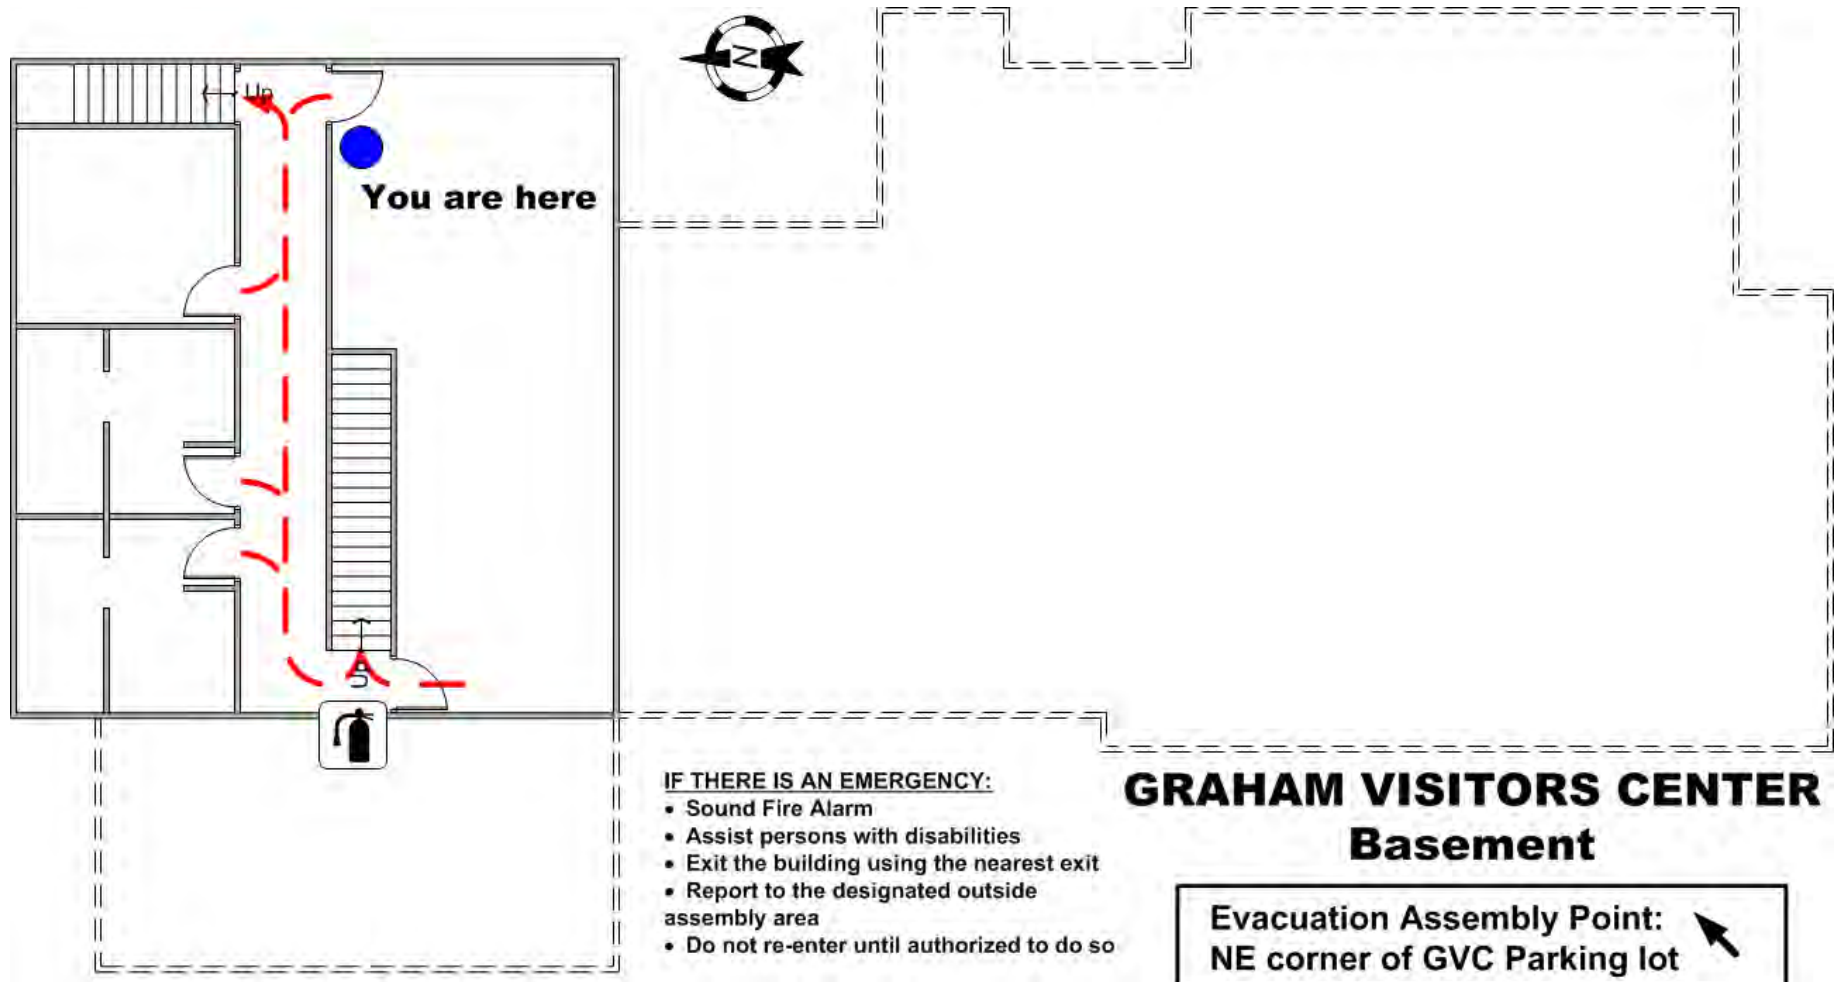 Up
N
You are here
Up
IF THERE IS AN EMERGENCY:
• Sound Fire Alarm
• Assist persons with disabilities
• Exit the building using the nearest exit
• Report to the designated outside
assembly area
• Do not re-enter until authorized to do so
GRAHAM VISITORS CENTER
Basement
Evacuation Assembly Point:
NE corner of GVC Parking lot